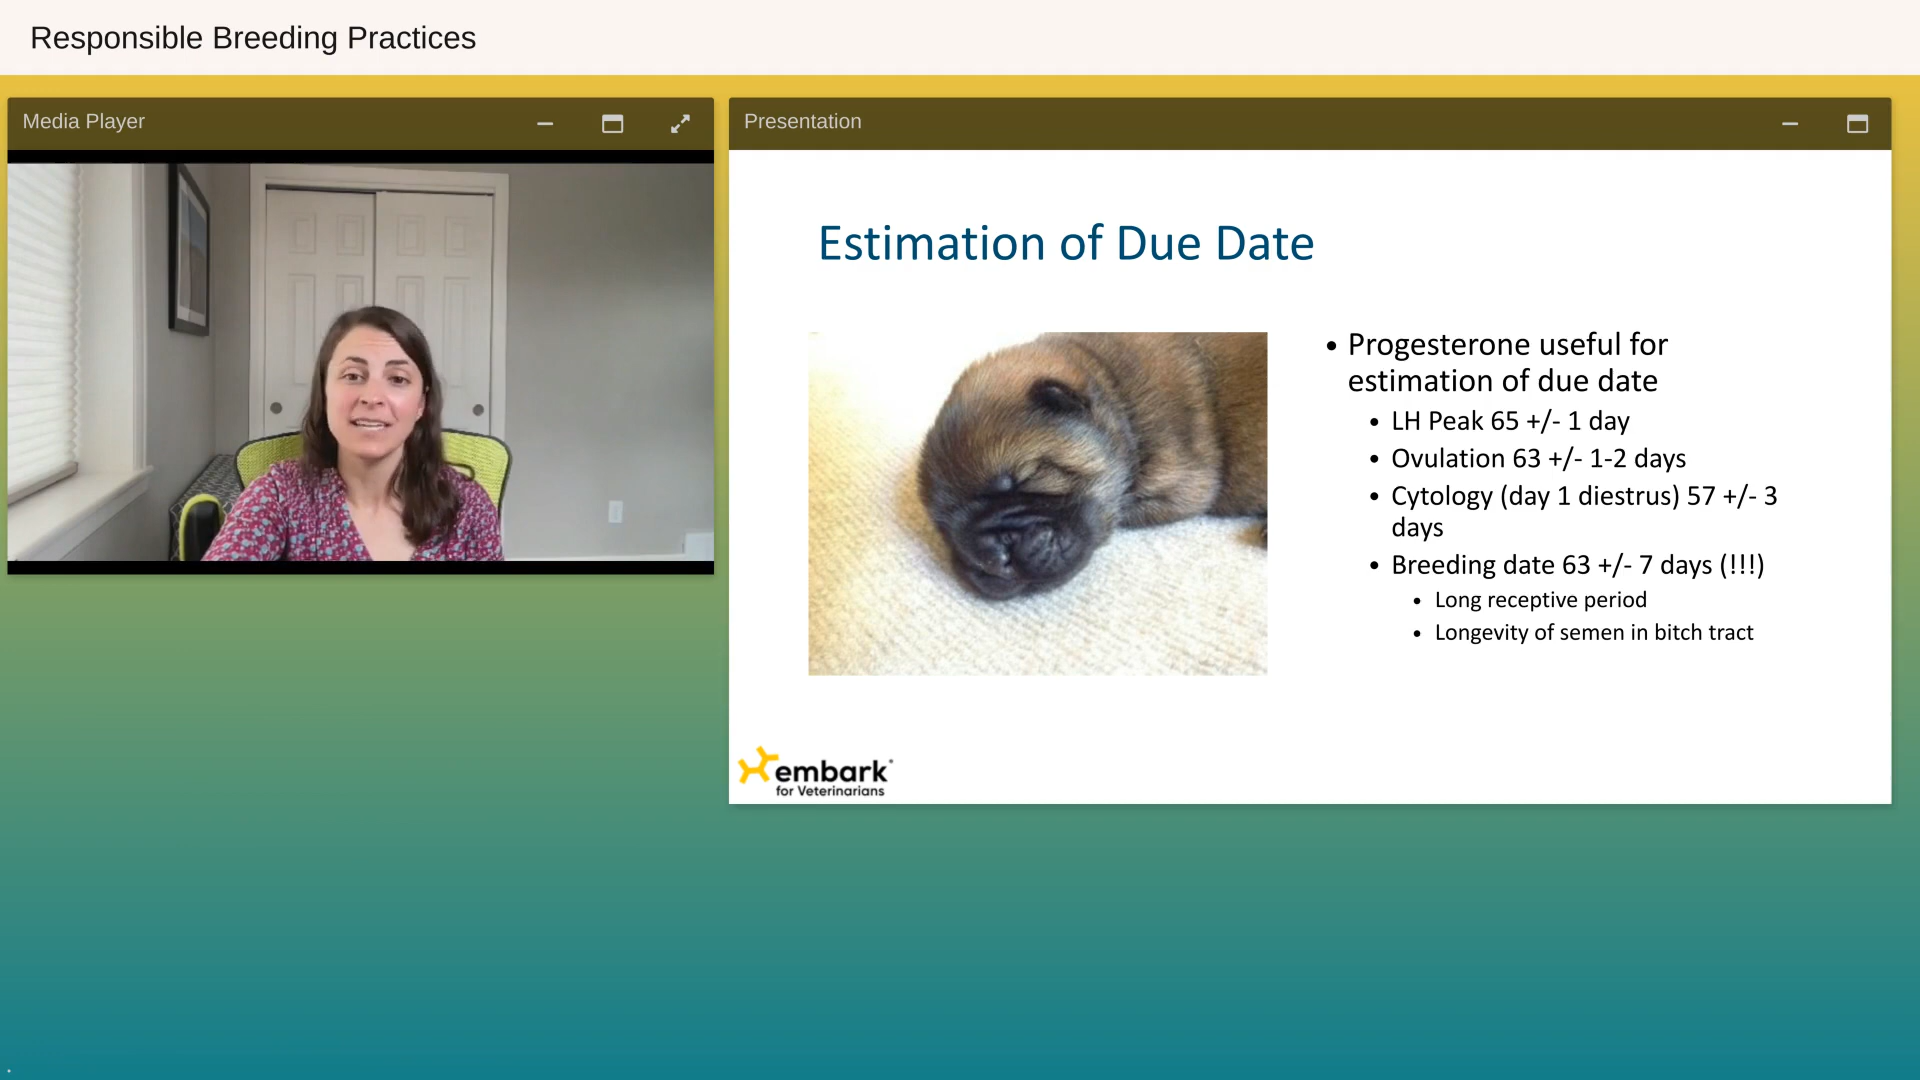 Responsible Breeding Practices
Media Player
Presentation
Estimation of Due Date
• Progesterone useful for
estimation of due date
• LH Peak 65 +/- 1 day
• Ovulation 63 +/- 1-2 days
• Cytology (day 1 diestrus) 57 +/- 3
days
• Breeding date 63 +/- 7 days (!!!)
• Long receptive period
• Longevity of semen in bitch tract
embark
for Veterinarians